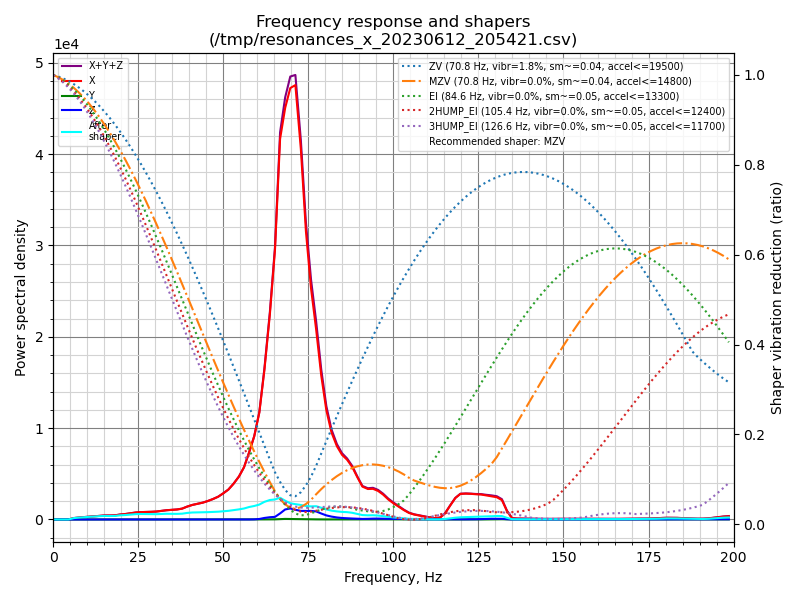 Frequency response and shapers
(/tmp/resonances_x_20230612_205421.csv)
1e4
X+Y+Z
X
Y
Z
After
shaper
ZV (70.8 Hz, vibr=1.8%, sm~=0.04, accel<=19500)
MZV (70.8 Hz, vibr=0.0%, sm~=0.04, accel<=14800)
EI (84.6 Hz, vibr=0.0%, sm~=0.05, accel<=13300)
2HUMP_EI (105.4 Hz, vibr=0.0%, sm~=0.05, accel<=12400)
3HUMP_EI (126.6 Hz, vibr=0.0%, sm~=0.05, accel<=11700)
Recommended shaper: MZV
5
4
3
2
1
0
Power spectral density
1.0
0.8
0.6
0.4
0.2
0.0
Shaper vibration reduction (ratio)
0 25 50 75 100 125 150 175 200
Frequency, Hz